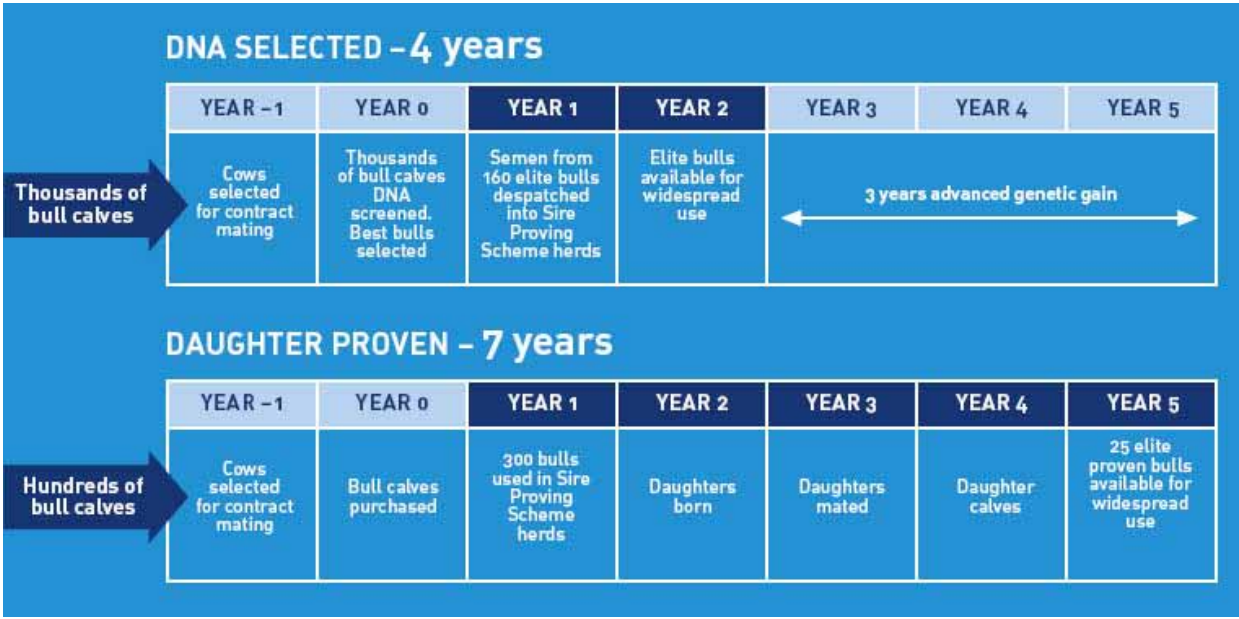 DNA SELECTED – 4 years
YEAR –1
YEAR 0
YEAR 1
YEAR 2
YEAR 3
YEAR 4
YEAR 5
Thousands of
bull calves
Cows
selected
for contract
mating
Thousands
of bull calves
DNA
screened.
Best bulls
selected
Semen from
160 elite bulls
despatched
into Sire
Proving
Scheme herds
Elite bulls
available for
widespread
use
3 years advanced genetic gain
DAUGHTER PROVEN – 7 years
YEAR –1
YEAR 0
YEAR 1
YEAR 2
YEAR 3
YEAR 4
YEAR 5
Hundreds of
bull calves
Cows
selected
for contract
mating
Bull calves
purchased
300 bulls
used in Sire
Proving
Scheme
herds
Daughters
born
Daughters
mated
Daughter
calves
25 elite
proven bulls
available for
widespread
use